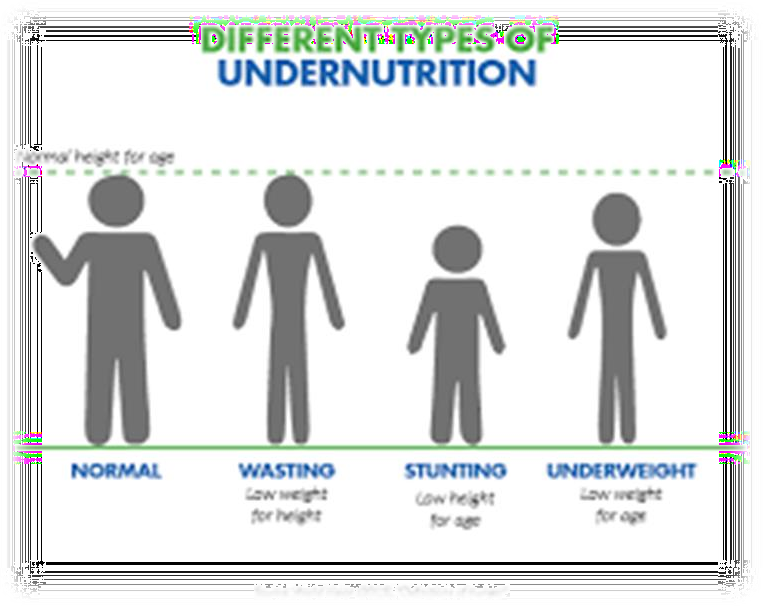 DIFFERENT TYPES OF
UNDERNUTRITION
Normal height for age
NORMAL
WASTING
Low weight
for height
STUNTING
Low height
for age
UNDERWEIGHT
Low weight
for age